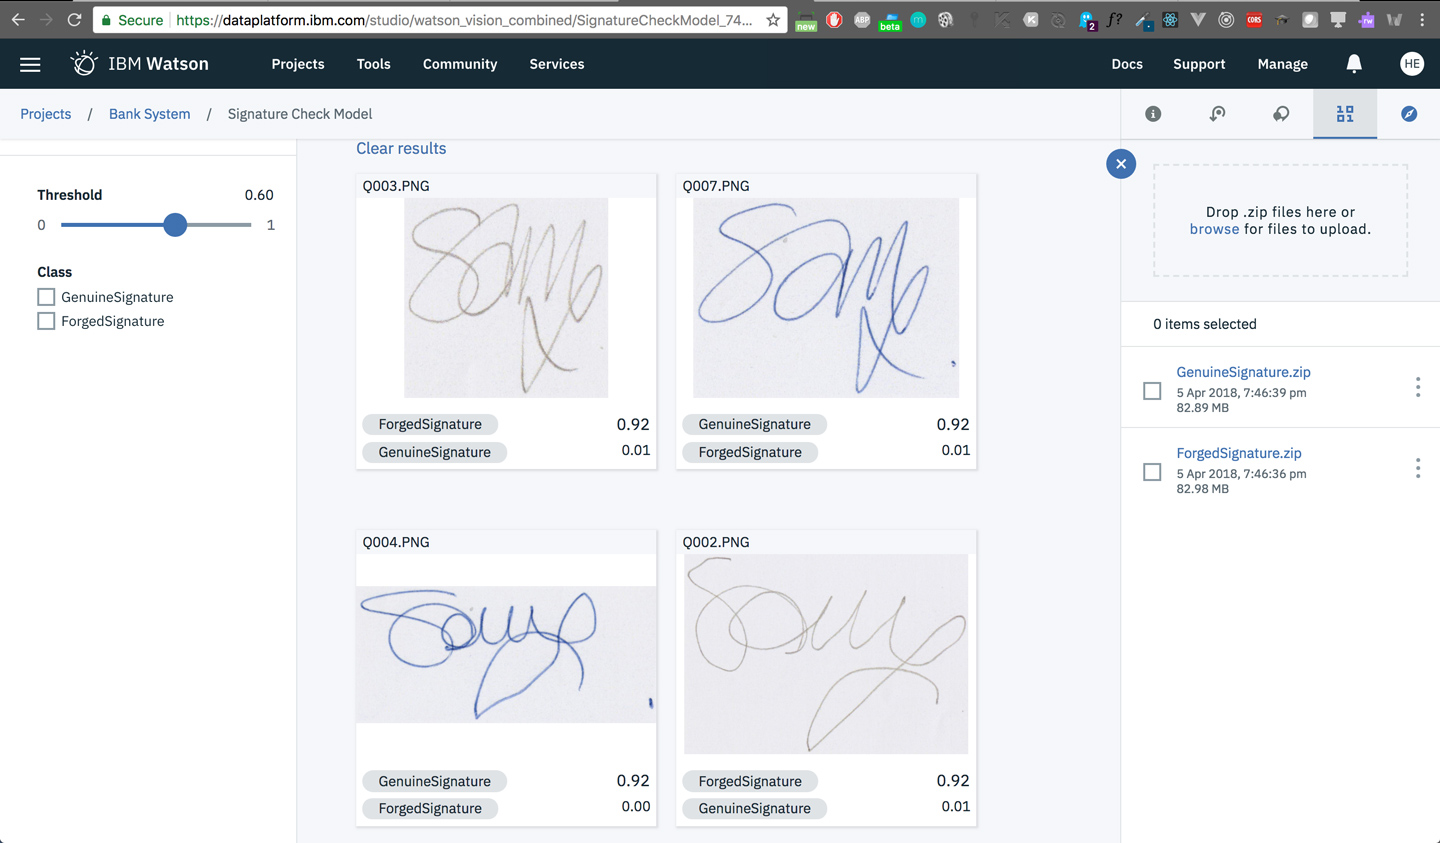 Secure
https://dataplatform.ibm.com/studio/watson_vision_combined/SignatureCheckModel_74...
new
ABP
beta
m
K
2
f?
CORS
rw
IBM Watson
Projects
Tools
Community
Services
Docs
Support
Manage
HE
Projects / Bank System / Signature Check Model
Threshold 0.60
0 1
Class
GenuineSignature
ForgedSignature
Clear results
Q003.PNG
ForgedSignature 0.92
GenuineSignature 0.01
Q007.PNG
GenuineSignature 0.92
ForgedSignature 0.01
Q004.PNG
GenuineSignature 0.92
ForgedSignature 0.00
Q002.PNG
ForgedSignature 0.92
GenuineSignature 0.01
Drop .zip files here or
browse for files to upload.
0 items selected
GenuineSignature.zip
5 Apr 2018, 7:46:39 pm
82.89 MB
ForgedSignature.zip
5 Apr 2018, 7:46:36 pm
82.98 MB